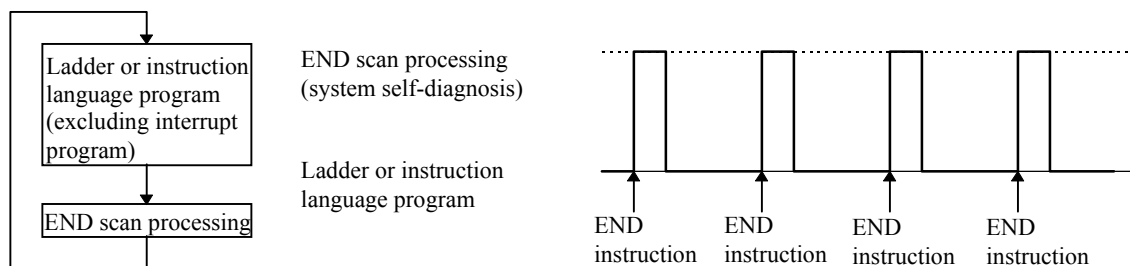 Ladder or instruction
language program
(excluding interrupt
program)
END scan processing
END scan processing
(system self-diagnosis)
Ladder or instruction
language program
END
instruction
END
instruction
END
instruction
END
instruction